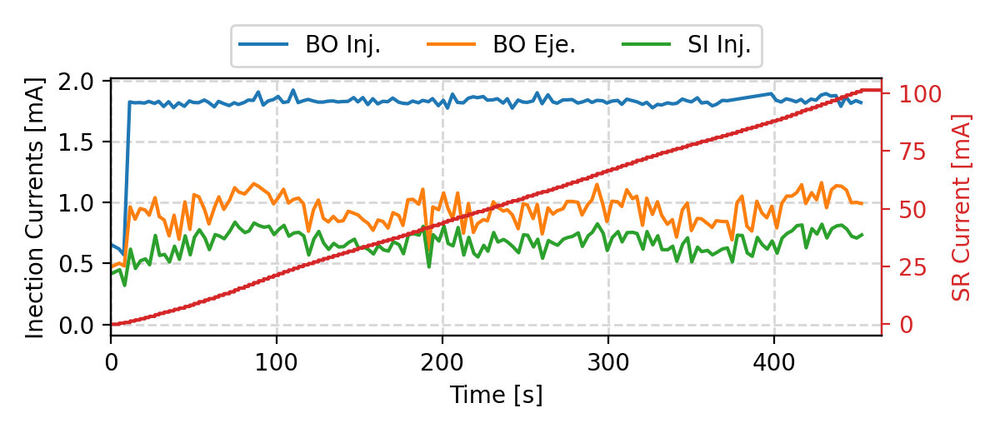 BO Inj. BO Eje. SI Inj.
Inection Currents [mA]
2.0
1.5
1.0
0.5
0.0
100
75
50
25
0
SR Current [mA]
0 100 200 300 400
Time [s]